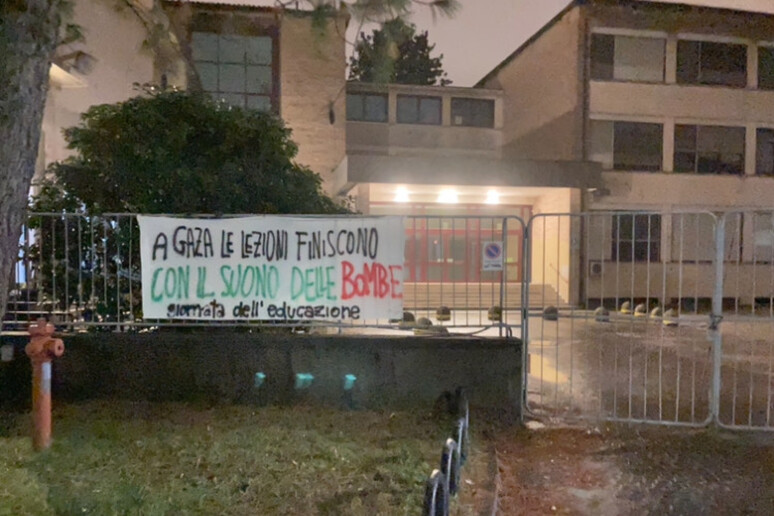 A GAZA LE LEZIONI FINISCONO
CON IL SUONO DELLE BOMBE
giornata dell'educazione